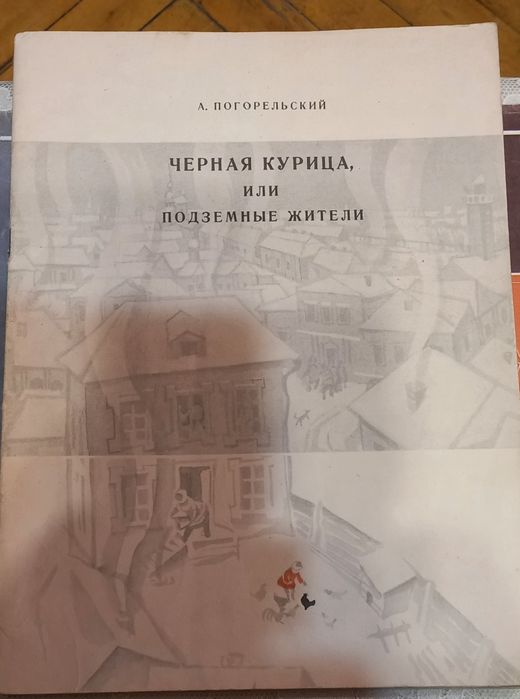 А. ПОГОРЕЛЬСКИЙ
ЧЕРНАЯ КУРИЦА,
ИЛИ
ПОДЗЕМНЫЕ ЖИТЕЛИ